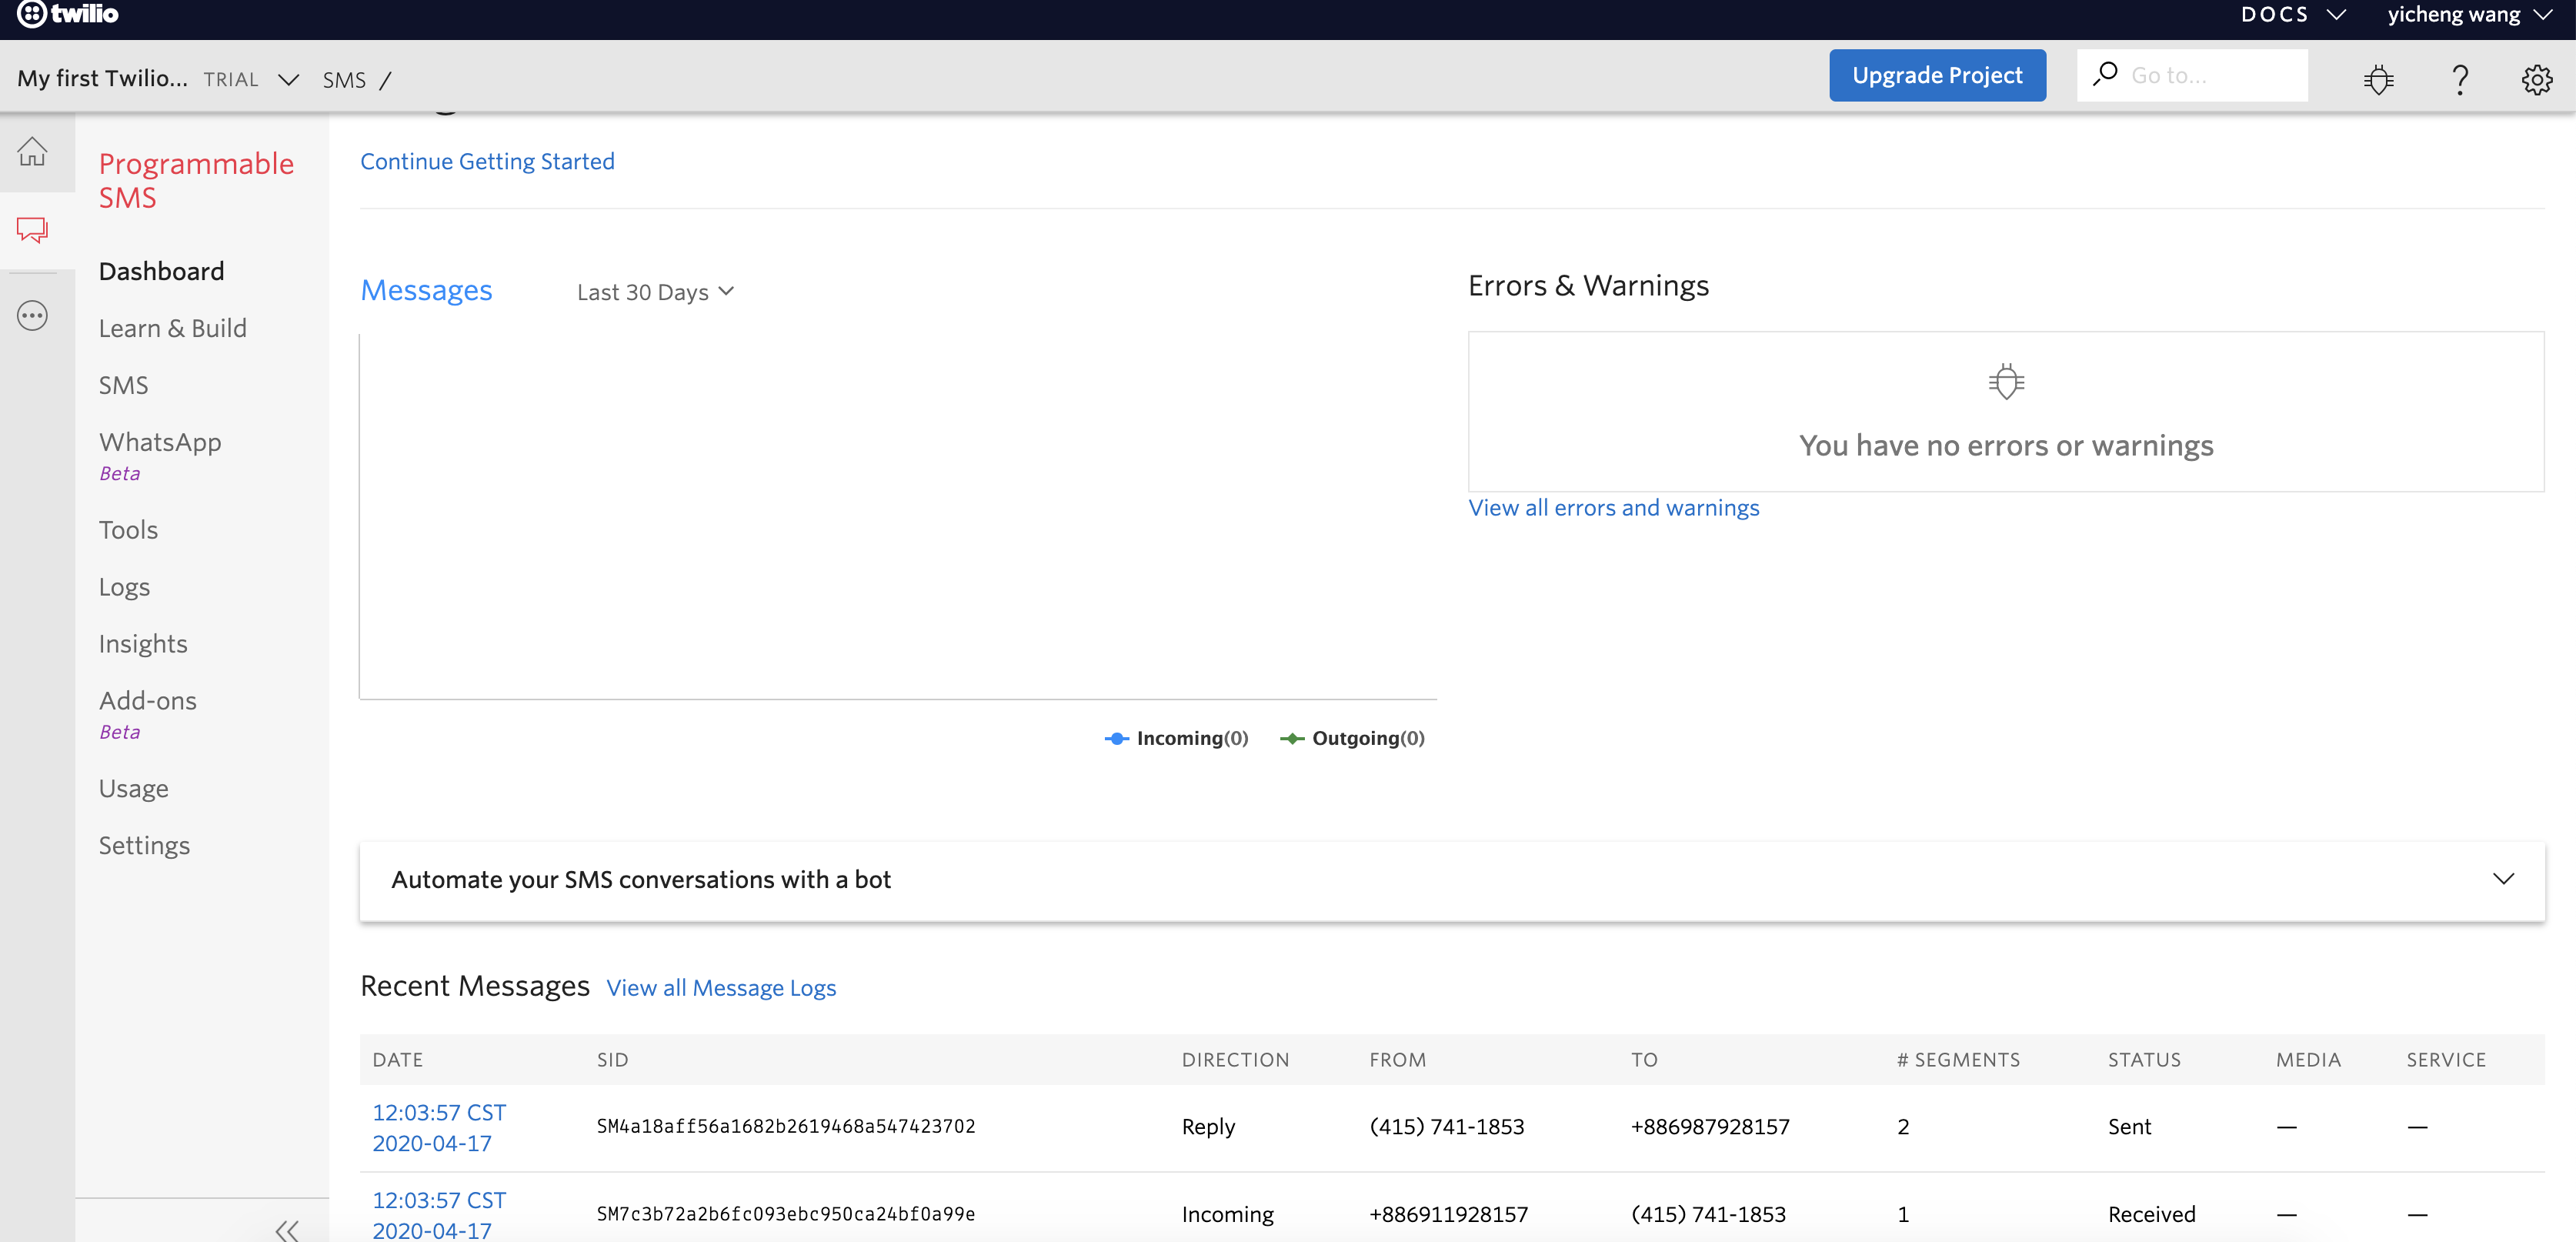 twilio
DOCS
yicheng wang
My first Twilio... TRIAL SMS /
Upgrade Project
Go to...
Programmable
SMS
Dashboard
Learn & Build
SMS
WhatsApp
Beta
Tools
Logs
Insights
Add-ons
Beta
Usage
Settings
Continue Getting Started
Messages
Last 30 Days
Incoming(0)
Outgoing(0)
Errors & Warnings
You have no errors or warnings
View all errors and warnings
Automate your SMS conversations with a bot
Recent Messages View all Message Logs
DATE SID DIRECTION FROM TO # SEGMENTS STATUS MEDIA SERVICE
12:03:57 CST
2020-04-17
SM4a18aff56a1682b2619468a547423702 Reply (415) 741-1853 +886987928157 2 Sent — —
12:03:57 CST
2020-04-17
SM7c3b72a2b6fc093ebc950ca24bf0a99e Incoming +886911928157 (415) 741-1853 1 Received — —